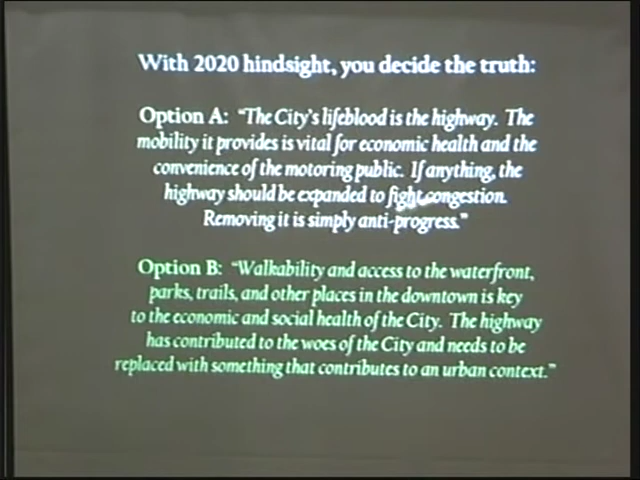 With 2020 hindsight, you decide the truth:
Option A: "The City's lifeblood is the highway. The
mobility it provides is vital for economic health and the
convenience of the motoring public. If anything, the
highway should be expanded to fight congestion.
Removing it is simply anti-progress."
Option B: "Walkability and access to the waterfront,
parks, trails, and other places in the downtown is key
to the economic and social health of the City. The highway
has contributed to the woes of the City and needs to be
replaced with something that contributes to an urban context."